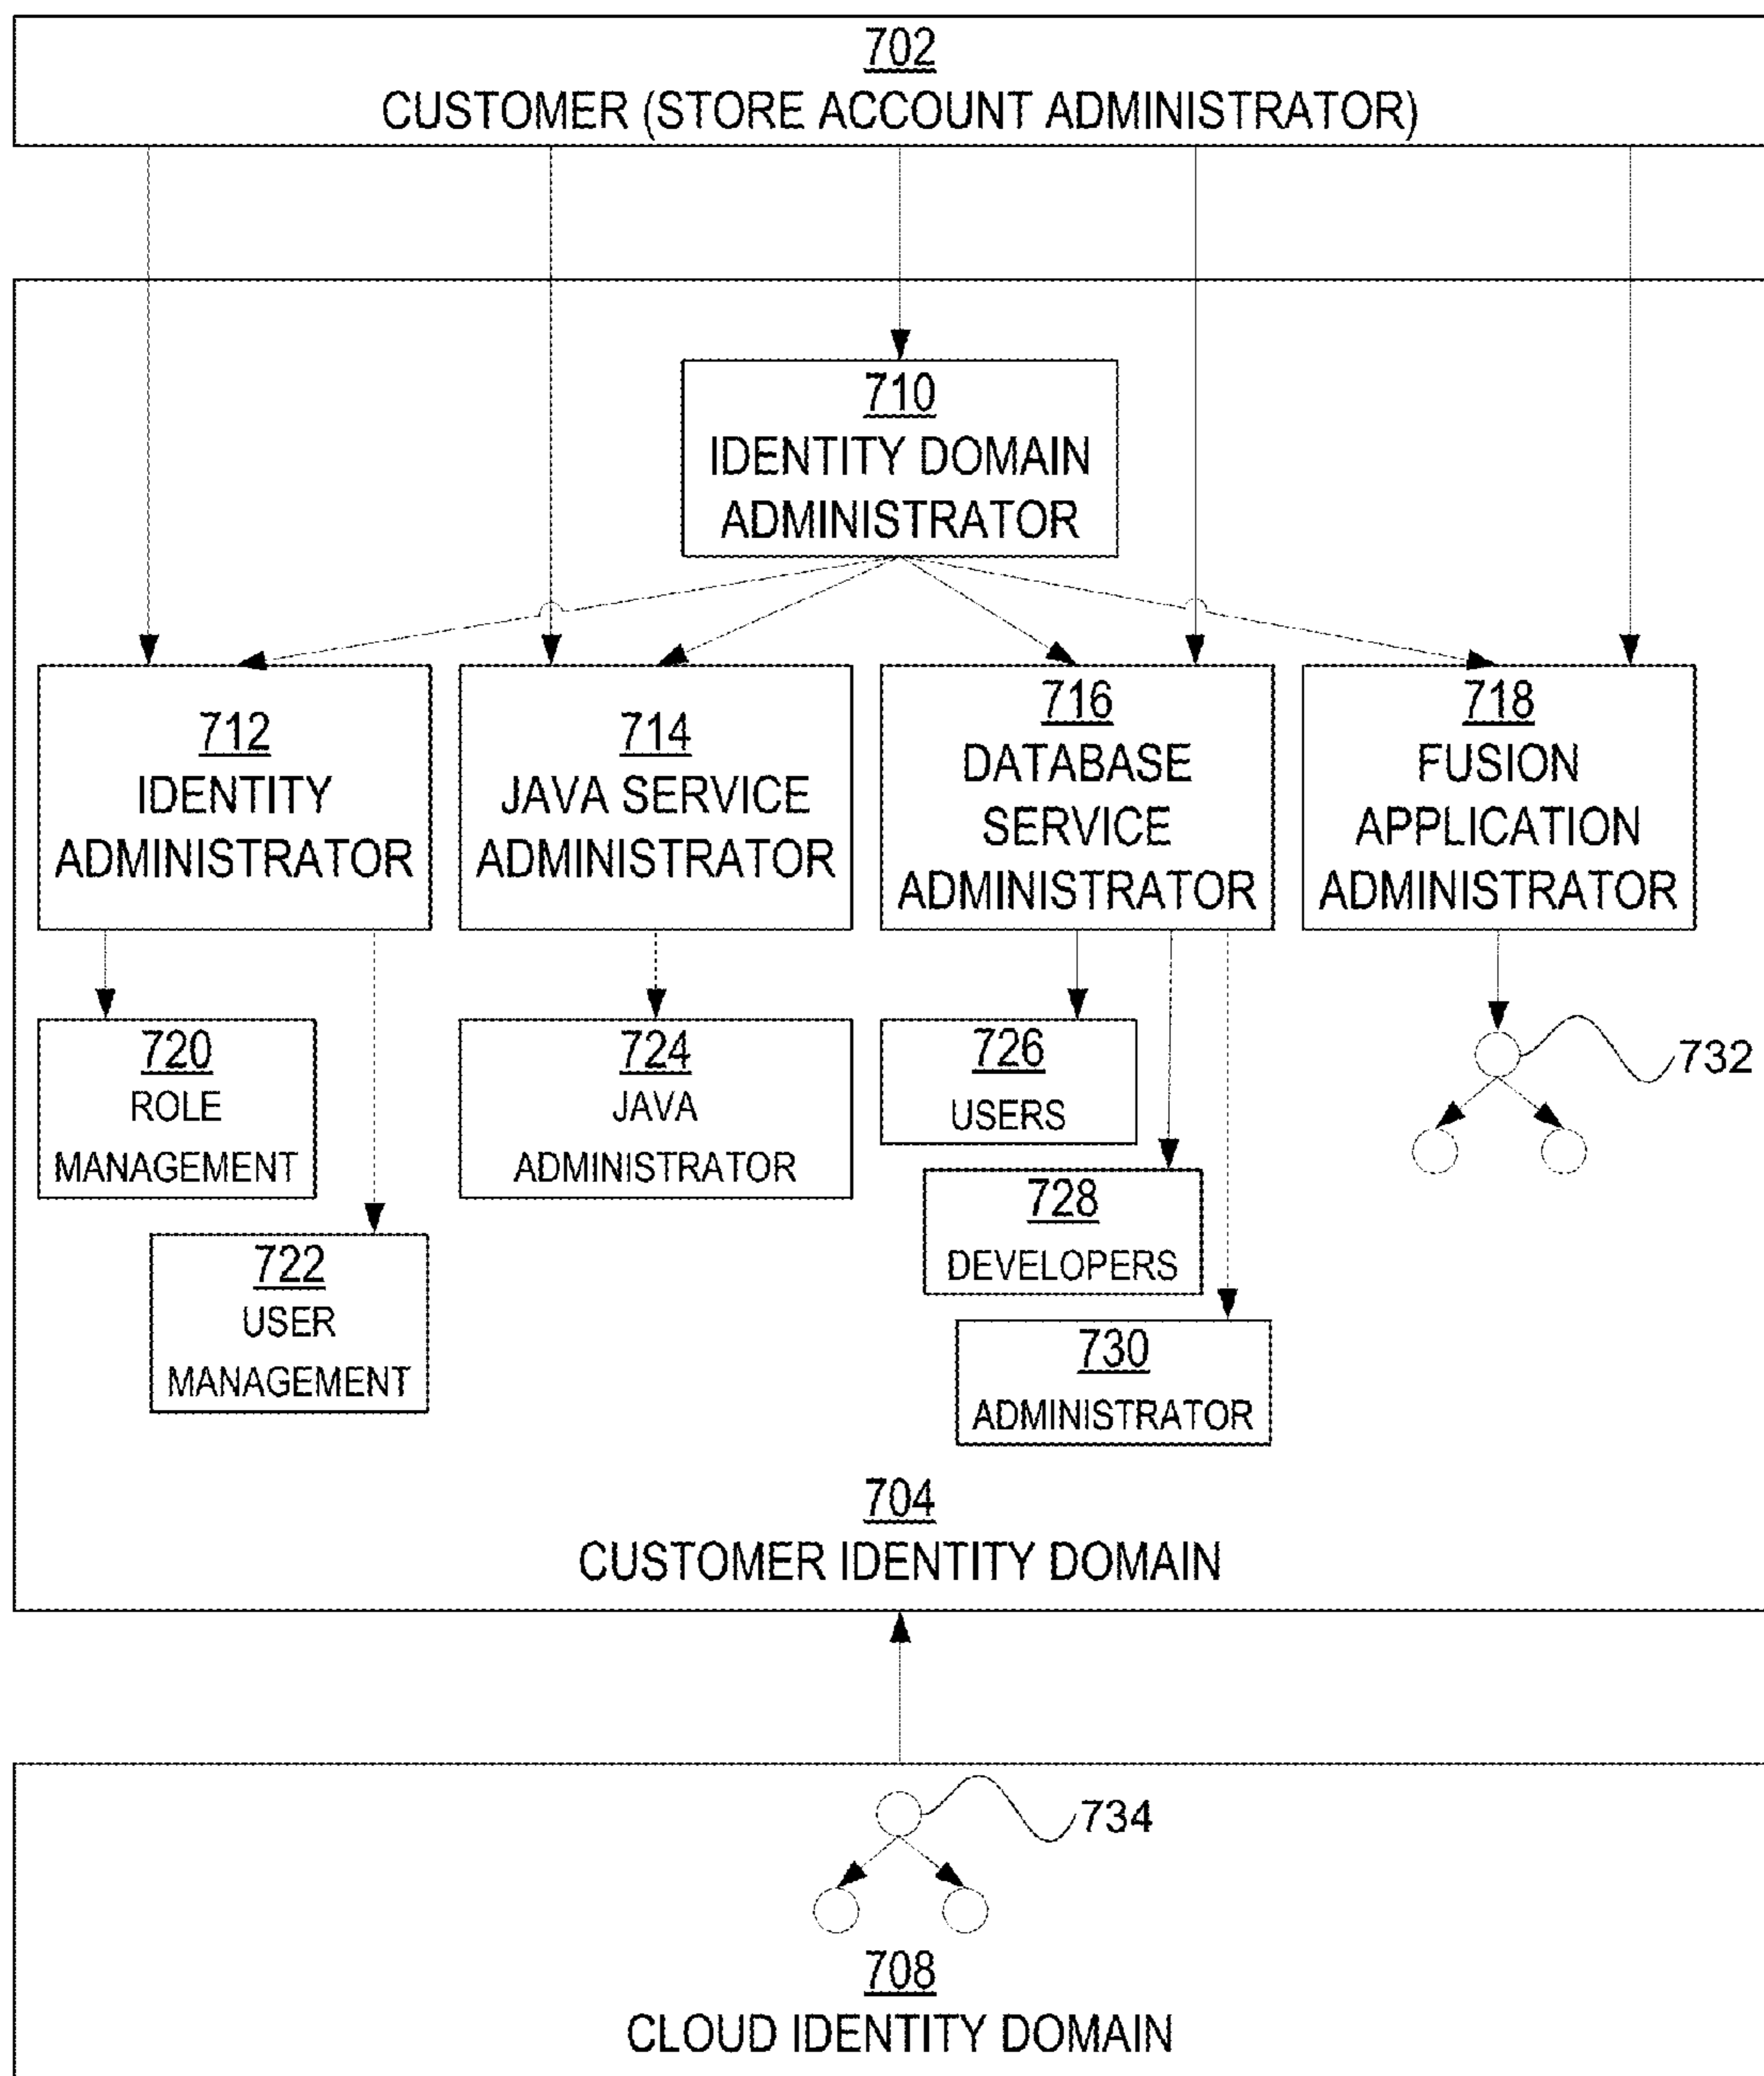 702
CUSTOMER (STORE ACCOUNT ADMINISTRATOR)
710
IDENTITY DOMAIN
ADMINISTRATOR
712
IDENTITY
ADMINISTRATOR
714
JAVA SERVICE
ADMINISTRATOR
716
DATABASE
SERVICE
ADMINISTRATOR
718
FUSION
APPLICATION
ADMINISTRATOR
720
ROLE
MANAGEMENT
722
USER
MANAGEMENT
724
JAVA
ADMINISTRATOR
726
USERS
728
DEVELOPERS
730
ADMINISTRATOR
732
704
CUSTOMER IDENTITY DOMAIN
734
708
CLOUD IDENTITY DOMAIN